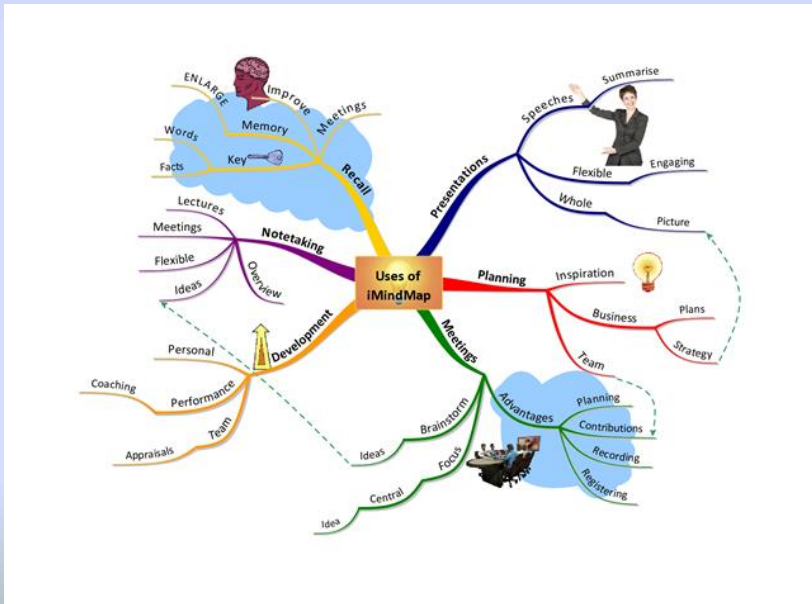 Uses of
iMindMap
Presentations
Speeches
Summarise
Flexible
Engaging
Whole
Picture
Planning
Inspiration
Business
Plans
Strategy
Team
Meetings
Advantages
Planning
Contributions
Recording
Registering
Brainstorm
Ideas
Focus
Central
Idea
Development
Personal
Performance
Coaching
Team
Appraisals
Notetaking
Lectures
Meetings
Flexible
Ideas
Overview
Recall
Meetings
Improve
Memory
ENLARGE
Key
Words
Facts